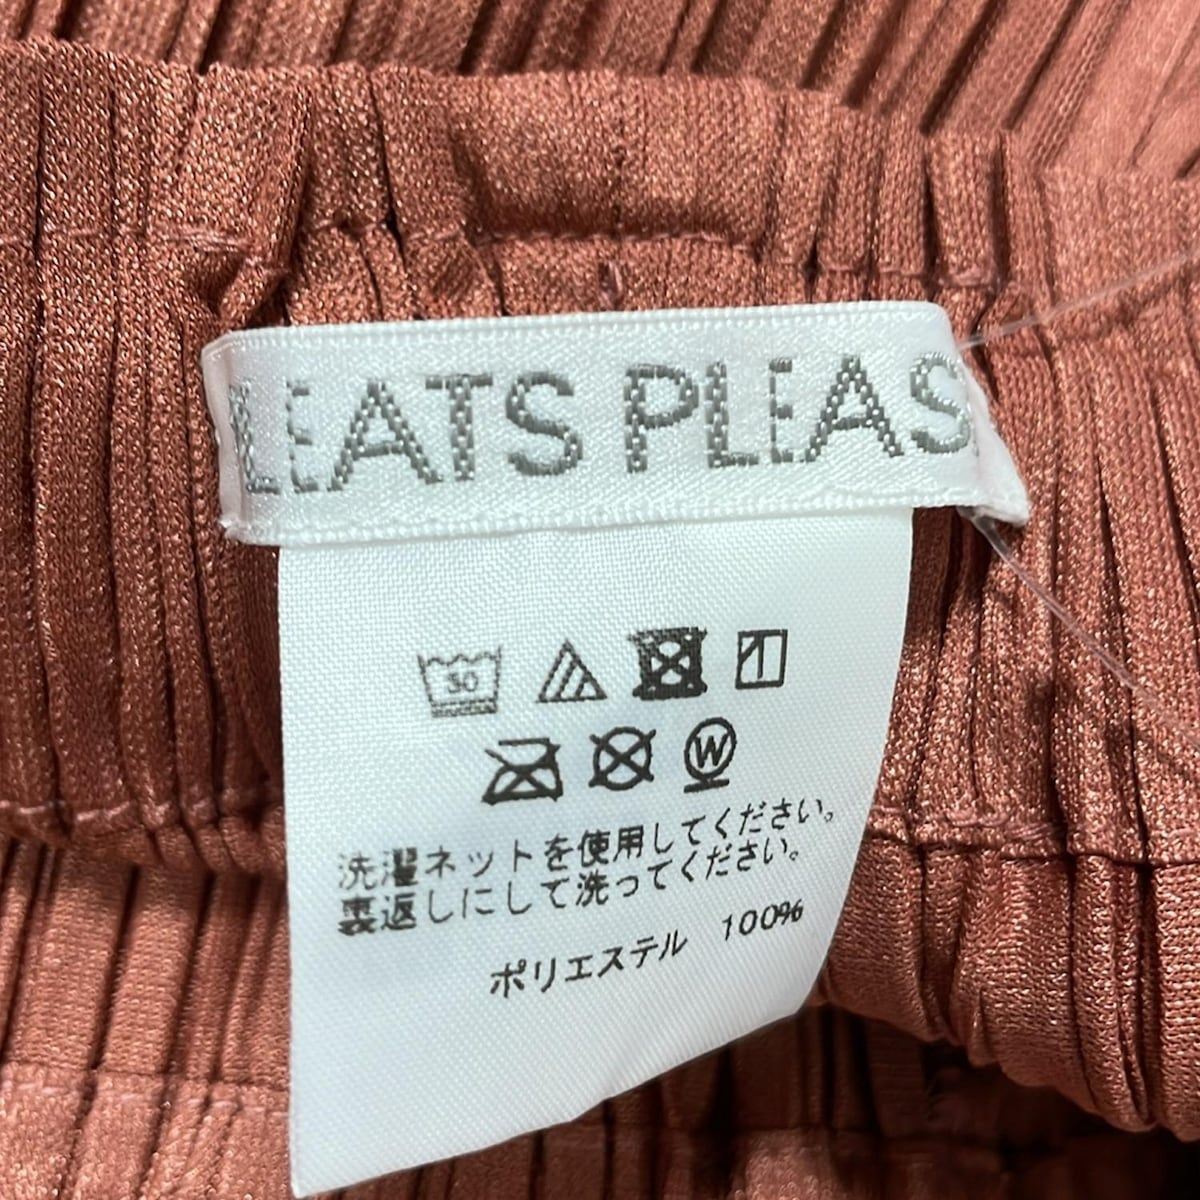 LEATS PLEAS
30
W
洗濯ネットを使用してください。
裏返しにして洗ってください。
ポリエステル 100%